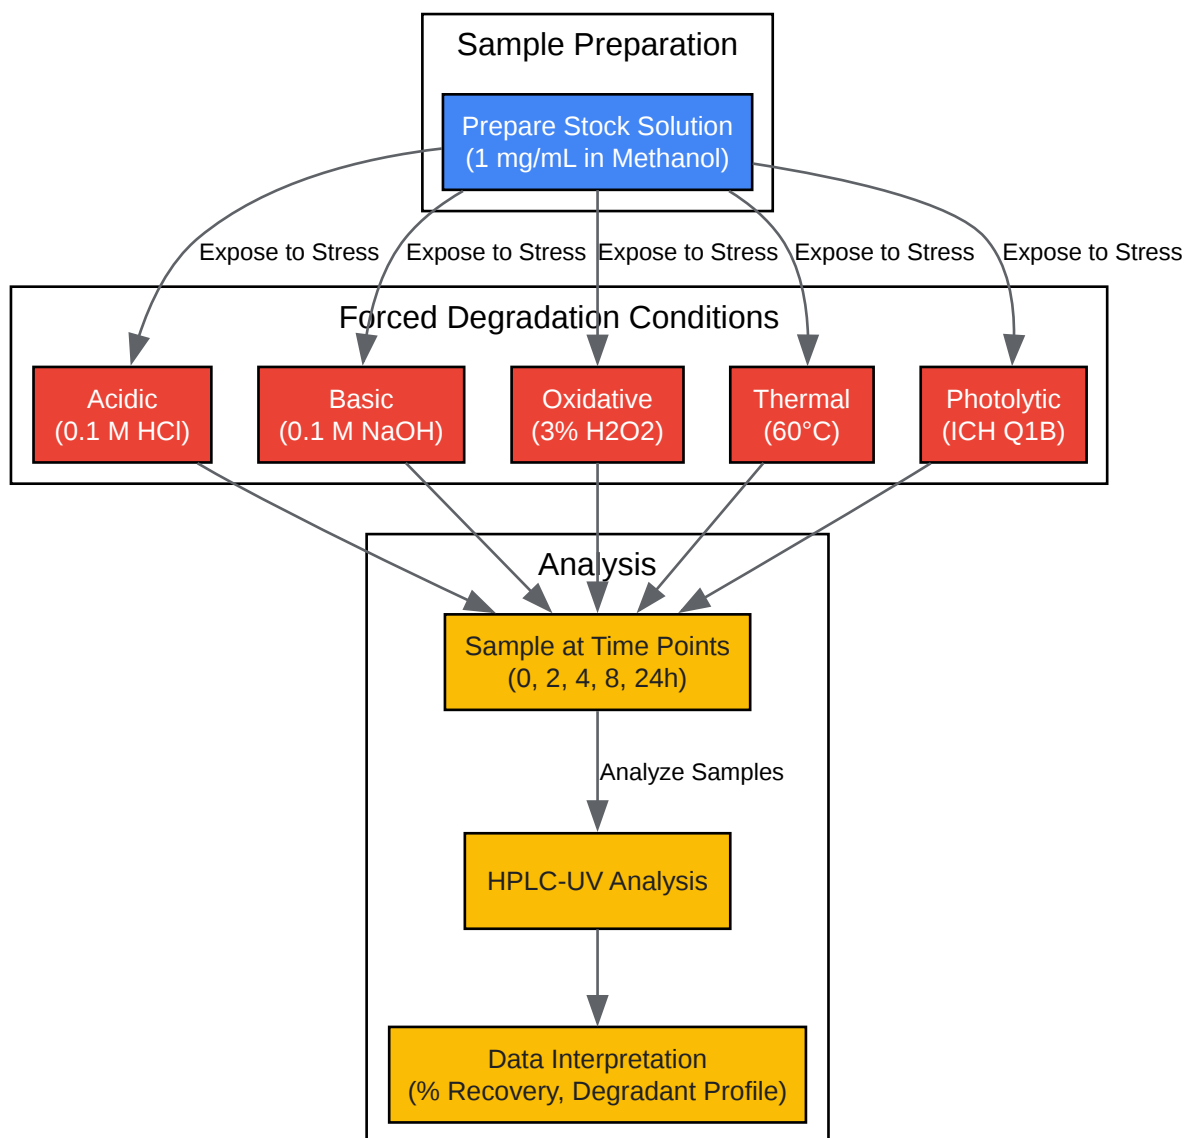 Sample Preparation
Prepare Stock Solution
(1 mg/mL in Methanol)
Expose to Stress
Expose to Stress
Expose to Stress
Expose to Stress
Expose to Stress
Forced Degradation Conditions
Acidic
(0.1 M HCl)
Basic
(0.1 M NaOH)
Oxidative
(3% H2O2)
Thermal
(60°C)
Photolytic
(ICH Q1B)
Analysis
Sample at Time Points
(0, 2, 4, 8, 24h)
Analyze Samples
HPLC-UV Analysis
Data Interpretation
(% Recovery, Degradant Profile)